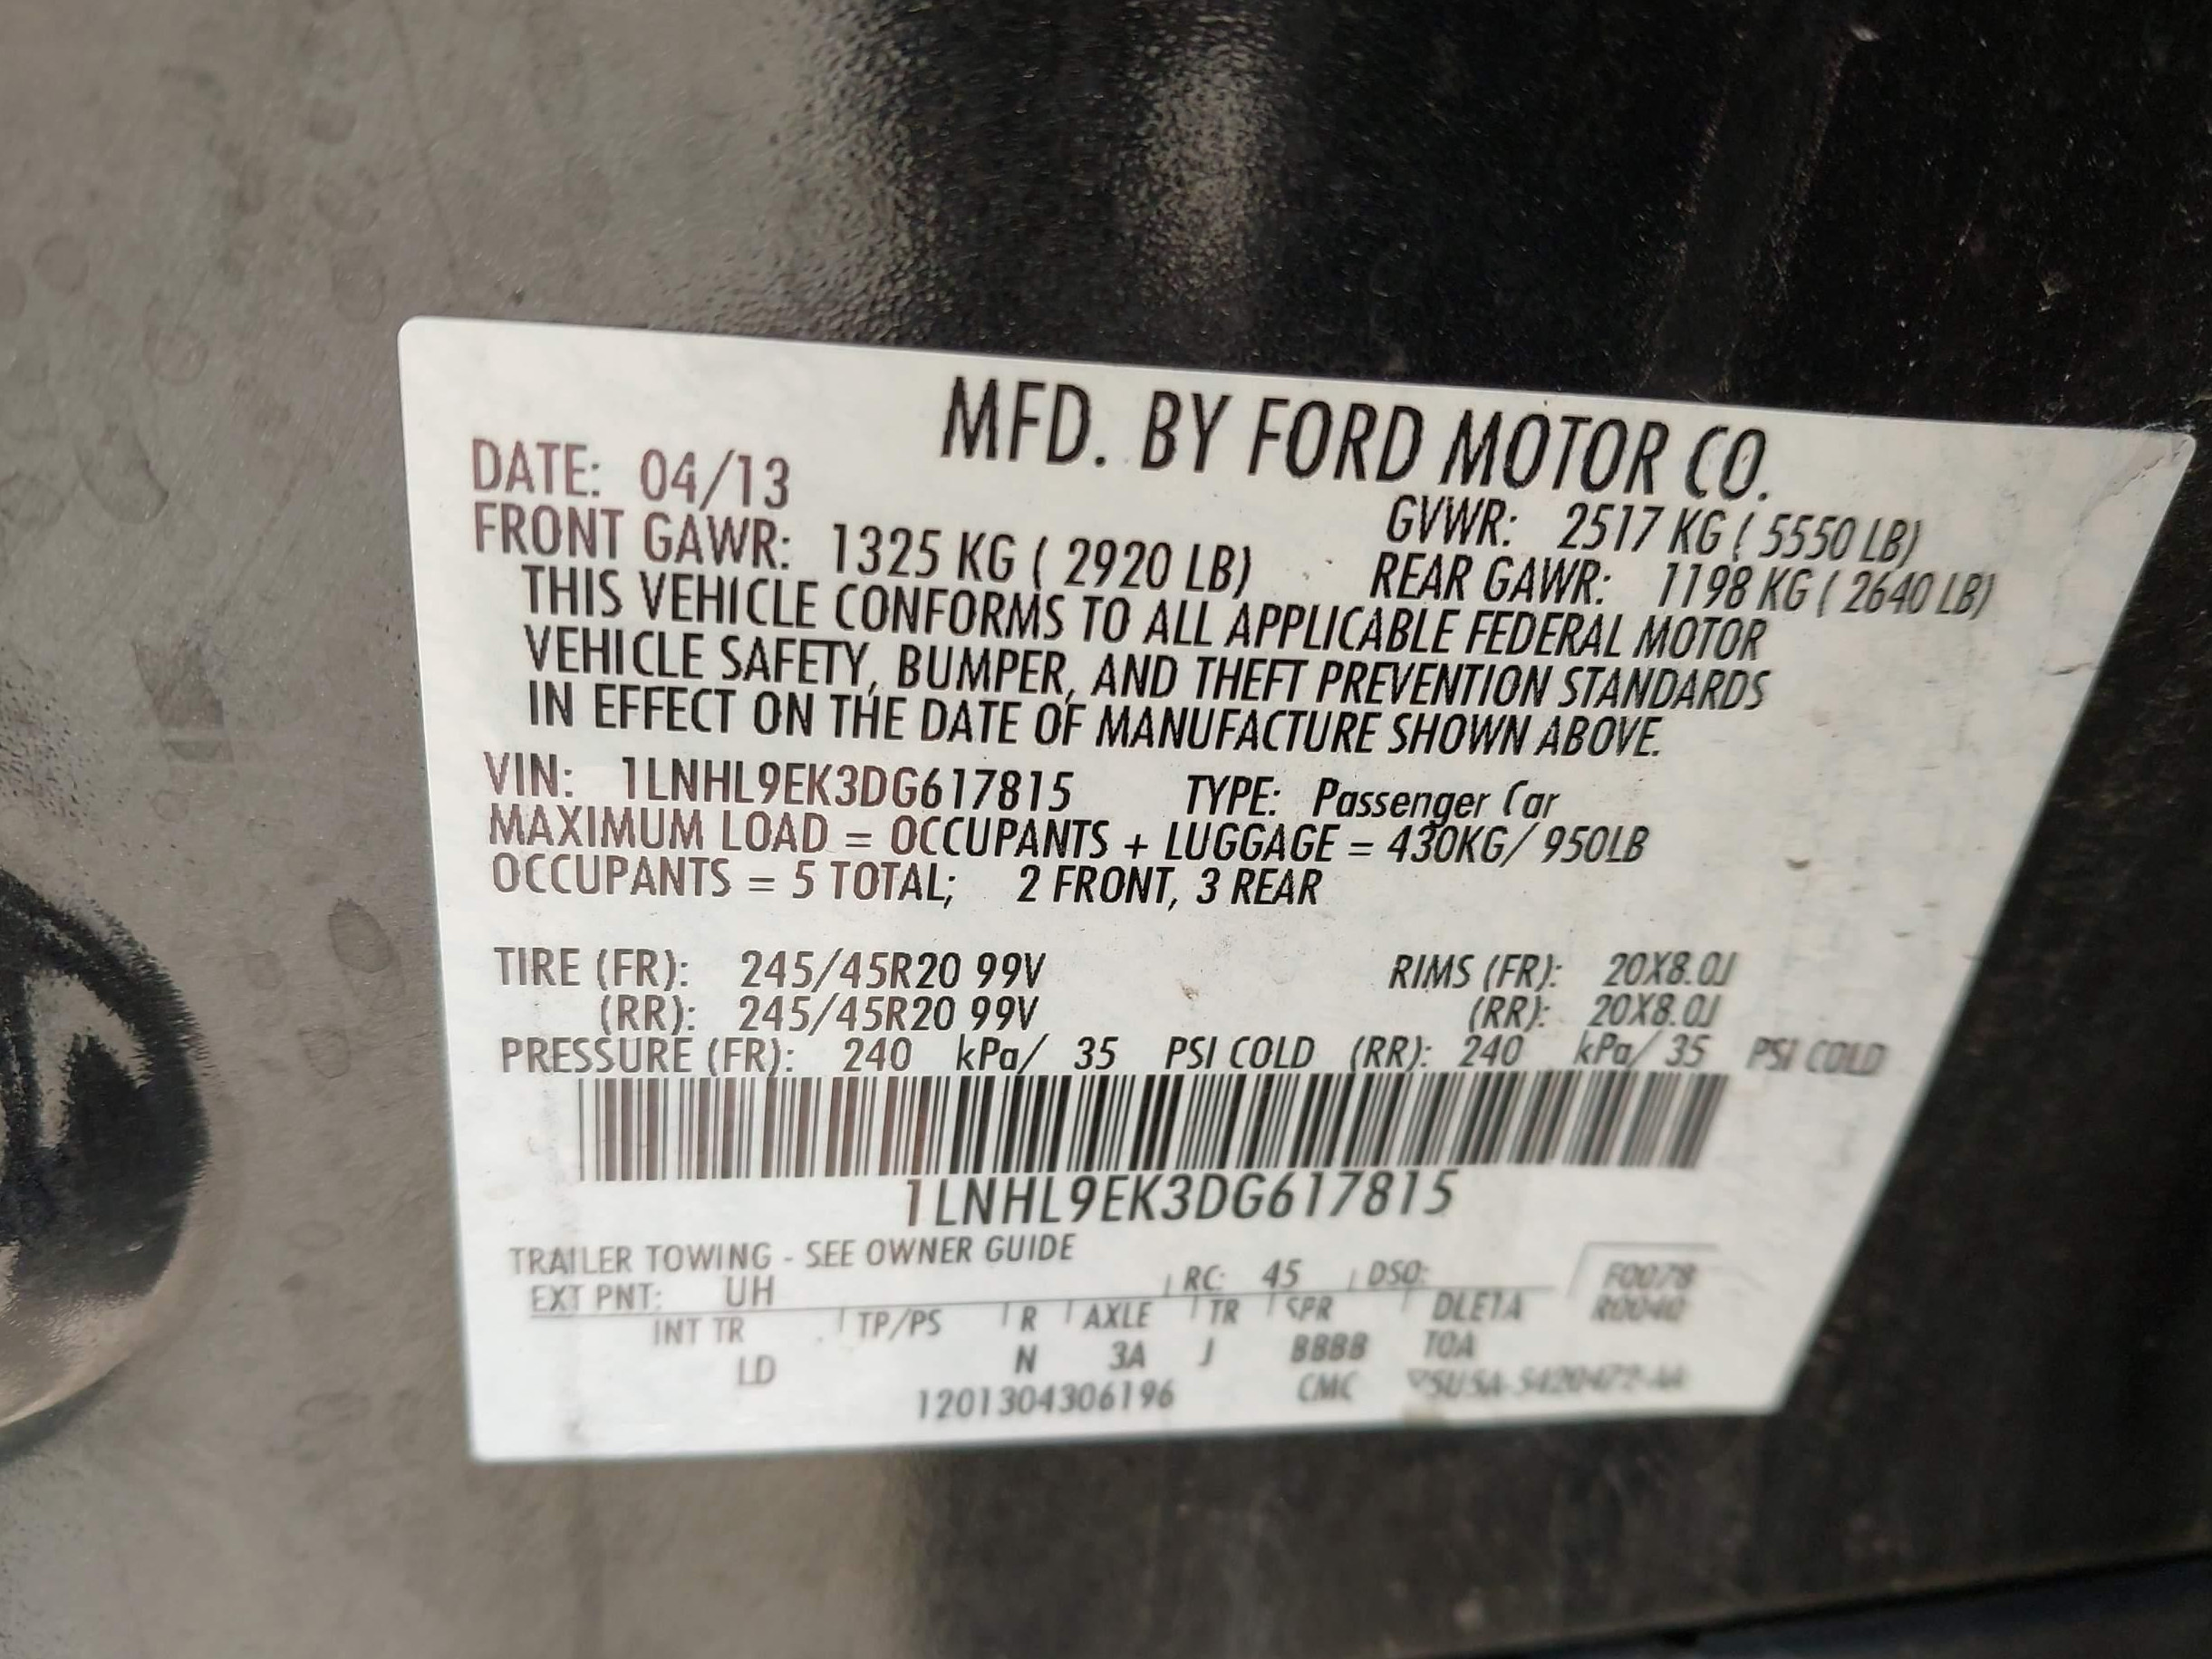 MFD. BY FORD MOTOR CO.
DATE: 04/13
GVWR: 2517 KG ( 5550 LB)
FRONT GAWR: 1325 KG ( 2920 LB)
REAR GAWR: 1198 KG ( 2640 LB)
THIS VEHICLE CONFORMS TO ALL APPLICABLE FEDERAL MOTOR
VEHICLE SAFETY, BUMPER, AND THEFT PREVENTION STANDARDS
IN EFFECT ON THE DATE OF MANUFACTURE SHOWN ABOVE.
VIN: 1LNHL9EK3DG617815 TYPE: Passenger Car
MAXIMUM LOAD = OCCUPANTS + LUGGAGE = 430KG/ 950LB
OCCUPANTS = 5 TOTAL; 2 FRONT, 3 REAR
TIRE (FR): 245/45R20 99V RIMS (FR): 20X8.0J
(RR): 245/45R20 99V (RR): 20X8.0J
PRESSURE (FR): 240 kPa/ 35 PSI COLD (RR): 240 kPa/ 35 PSI COLD
1LNHL9EK3DG617815
TRAILER TOWING - SEE OWNER GUIDE
EXT PNT: UH RC: 45 DSO: F0078
INT TR TP/PS R AXLE TR SPR R0040
LD N 3A J BBBB
1201304306196 CMC